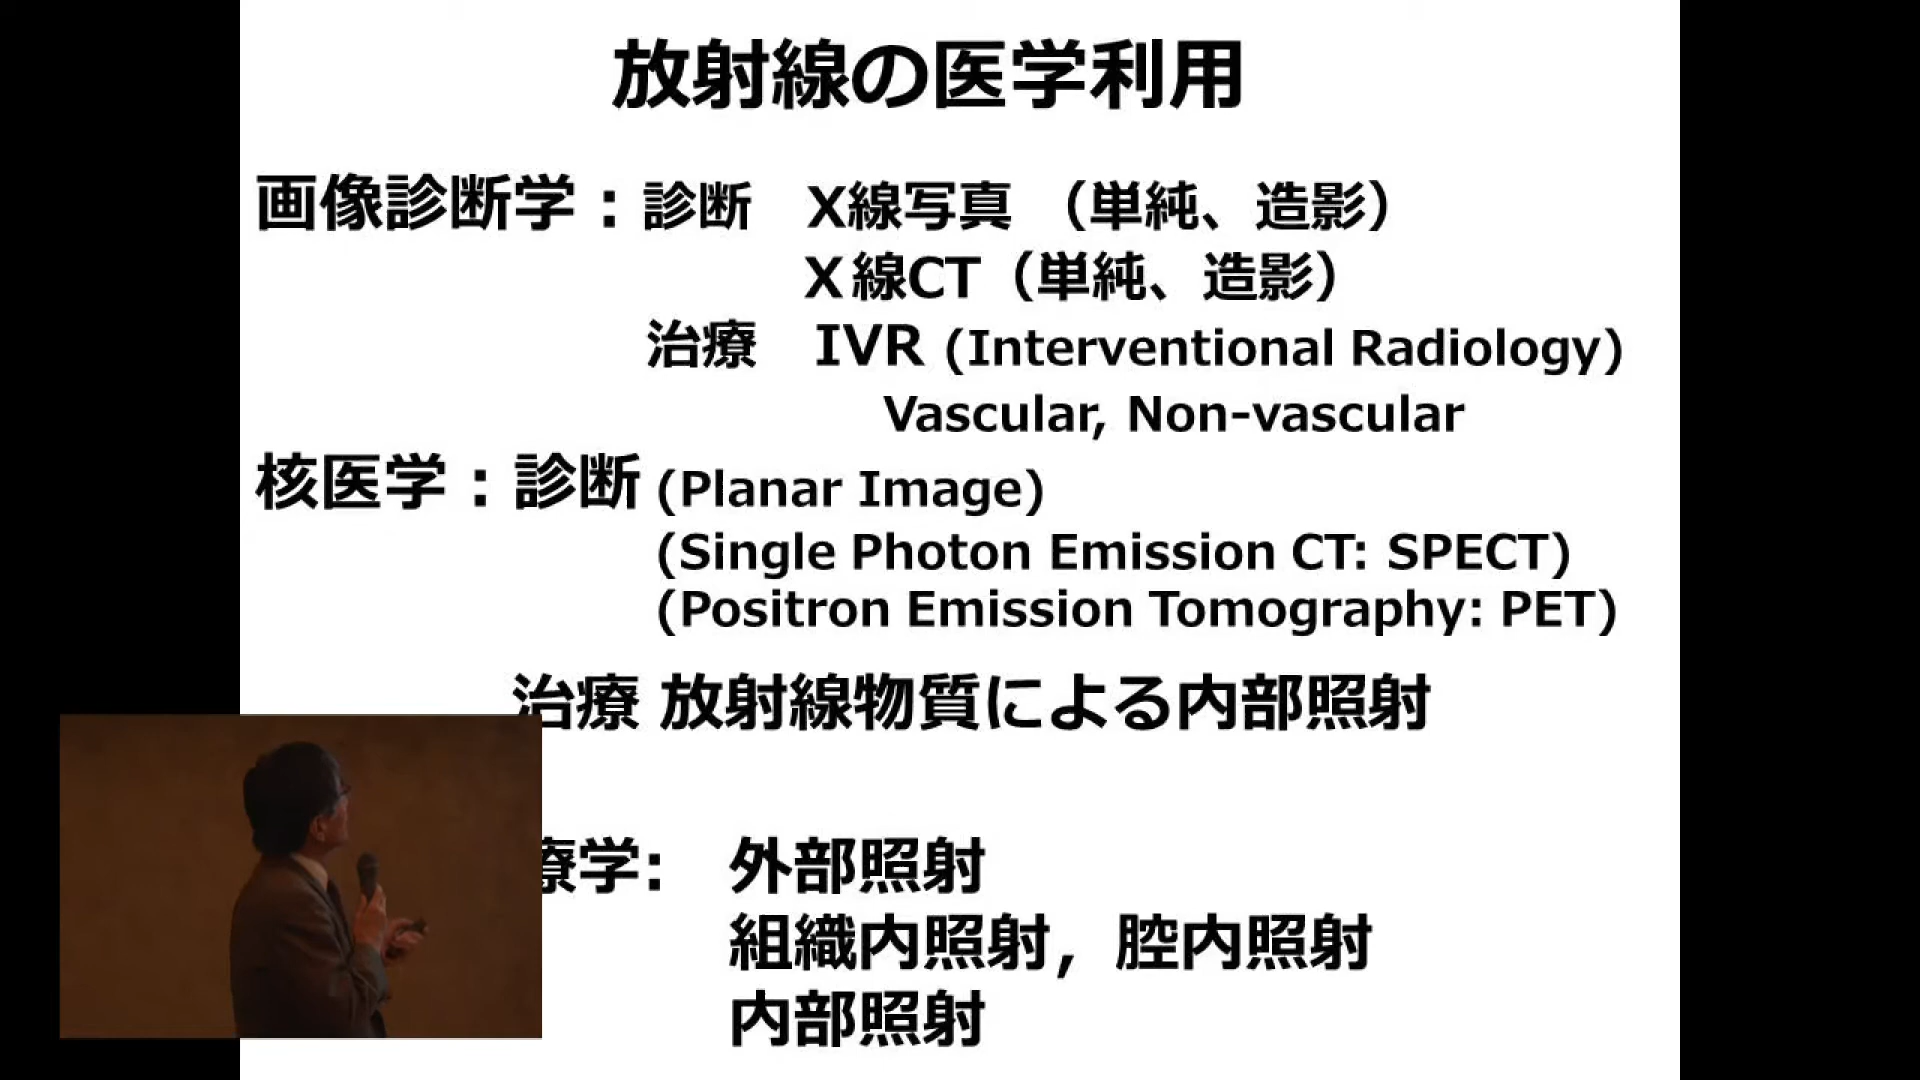 放射線の医学利用
画像診断学：診断　X線写真 （単純、造影）
X線CT（単純、造影）
治療　IVR (Interventional Radiology)
Vascular, Non-vascular
核医学：診断 (Planar Image)
(Single Photon Emission CT: SPECT)
(Positron Emission Tomography: PET)
治療 放射線物質による内部照射
療学:　外部照射
組織内照射，腔内照射
内部照射